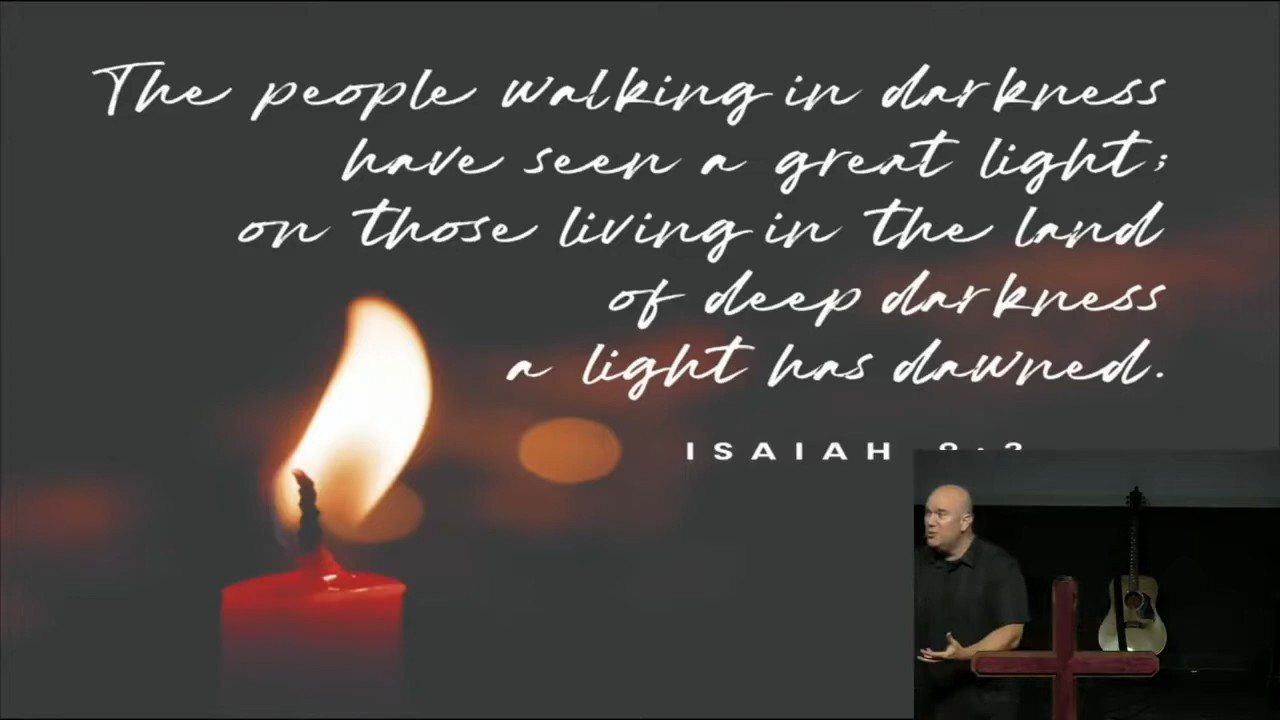 The people walking in darkness
have seen a great light;
on those living in the land
of deep darkness
a light has dawned.
ISAIAH